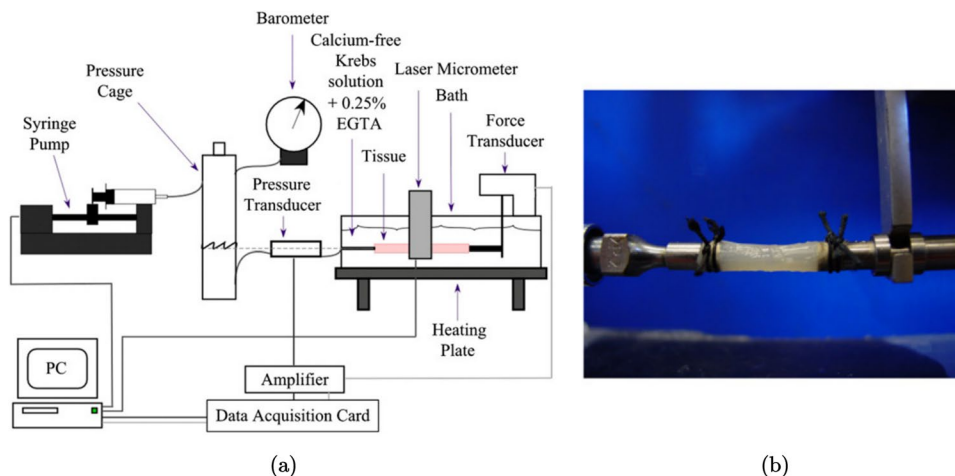 Barometer
Calcium-free
Krebs
solution
+ 0.25%
EGTA
Laser Micrometer
Bath
Pressure
Cage
Force
Transducer
Syringe
Pump
Tissue
Pressure
Transducer
Heating
Plate
PC
Amplifier
Data Acquisition Card
(a)
(b)